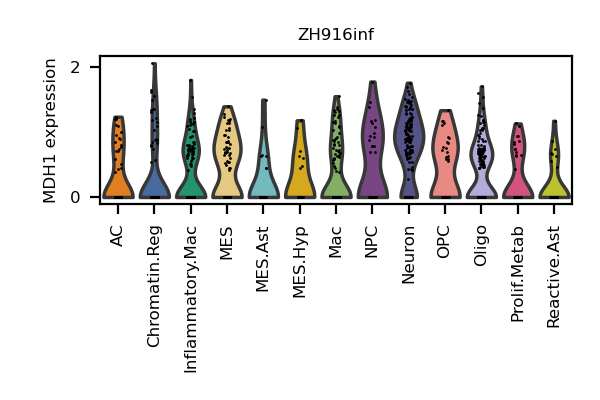 ZH916inf
MDH1 expression
2
0
AC
Chromatin.Reg
Inflammatory.Mac
MES
MES.Ast
MES.Hyp
Mac
NPC
Neuron
OPC
Oligo
Prolif.Metab
Reactive.Ast